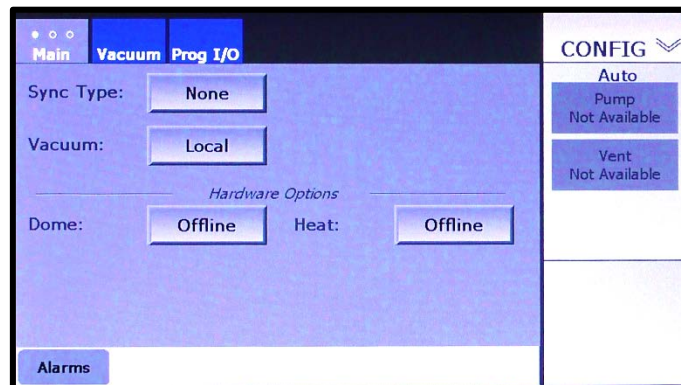 Main Vacuum Prog I/O
CONFIG
Auto
Pump
Not Available
Vent
Not Available
Sync Type: None
Vacuum: Local
Hardware Options
Dome: Offline Heat: Offline
Alarms